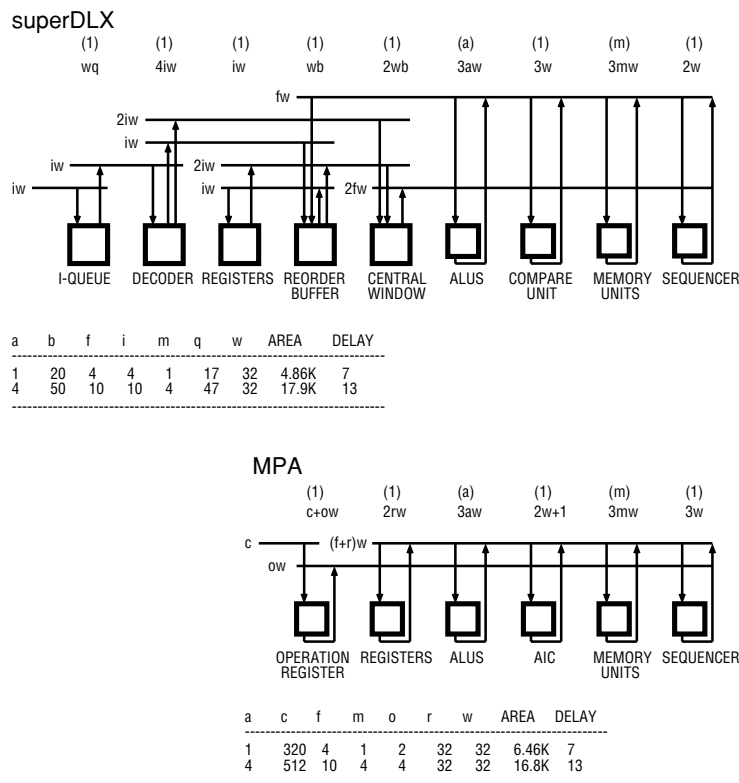 superDLX
(1) (1) (1) (1) (1) (a) (1) (m) (1)
wq 4iw iw wb 2wb 3aw 3w 3mw 2w
fw
2iw
iw
iw 2iw
iw iw 2fw
I-QUEUE DECODER REGISTERS REORDER BUFFER CENTRAL WINDOW ALUS COMPARE UNIT MEMORY UNITS SEQUENCER
a b f i m q w AREA DELAY
1 20 4 4 1 17 32 4.86K 7
4 50 10 10 4 47 32 17.9K 13
MPA
(1) (1) (a) (1) (m) (1)
c+ow 2rw 3aw 2w+1 3mw 3w
c (f+r)w
ow
OPERATION REGISTER REGISTERS ALUS AIC MEMORY UNITS SEQUENCER
a c f m o r w AREA DELAY
1 320 4 1 2 32 32 6.46K 7
4 512 10 4 4 32 32 16.8K 13